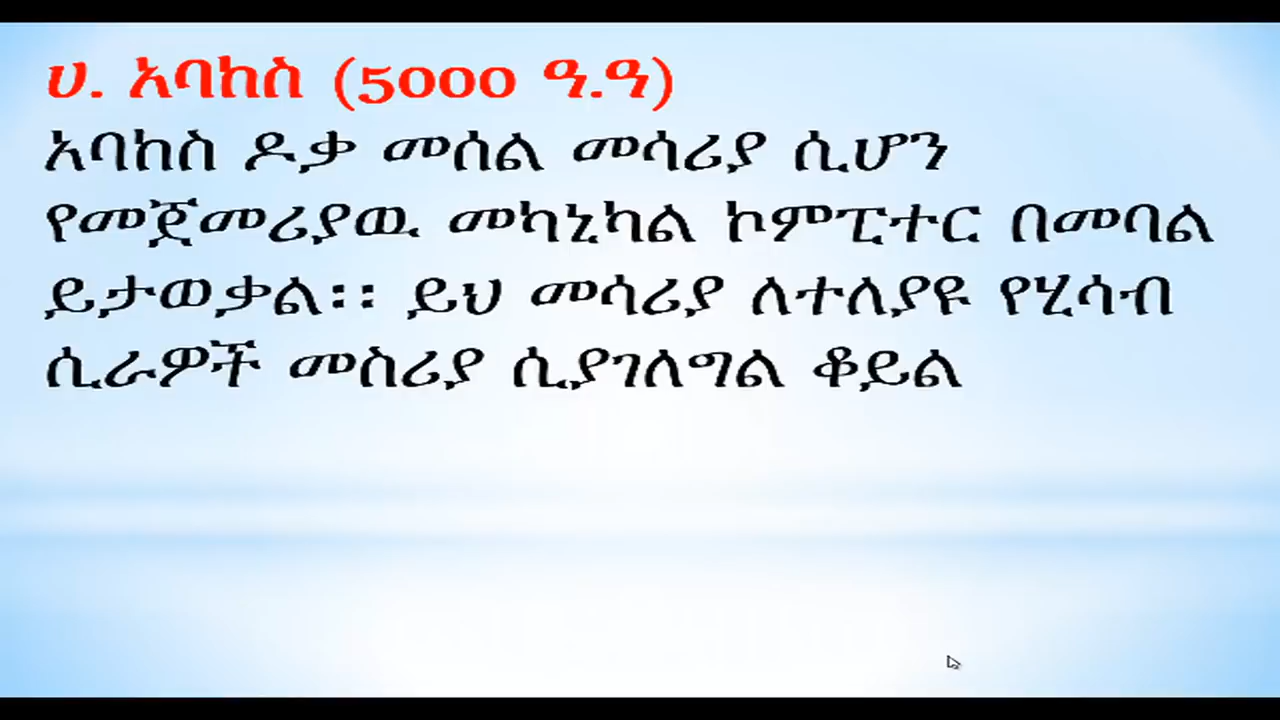 ሀ. አባከስ (5000 ዓ.ዓ)
አባከስ ዶቃ መሰል መሳሪያ ሲሆን
የመጀመሪያዉ መካኒካል ኮምፒተር በመባል
ይታወቃል፡፡ ይህ መሳሪያ ለተለያዩ የሂሳብ
ሲራዎች መስሪያ ሲያገለግል ቆይል